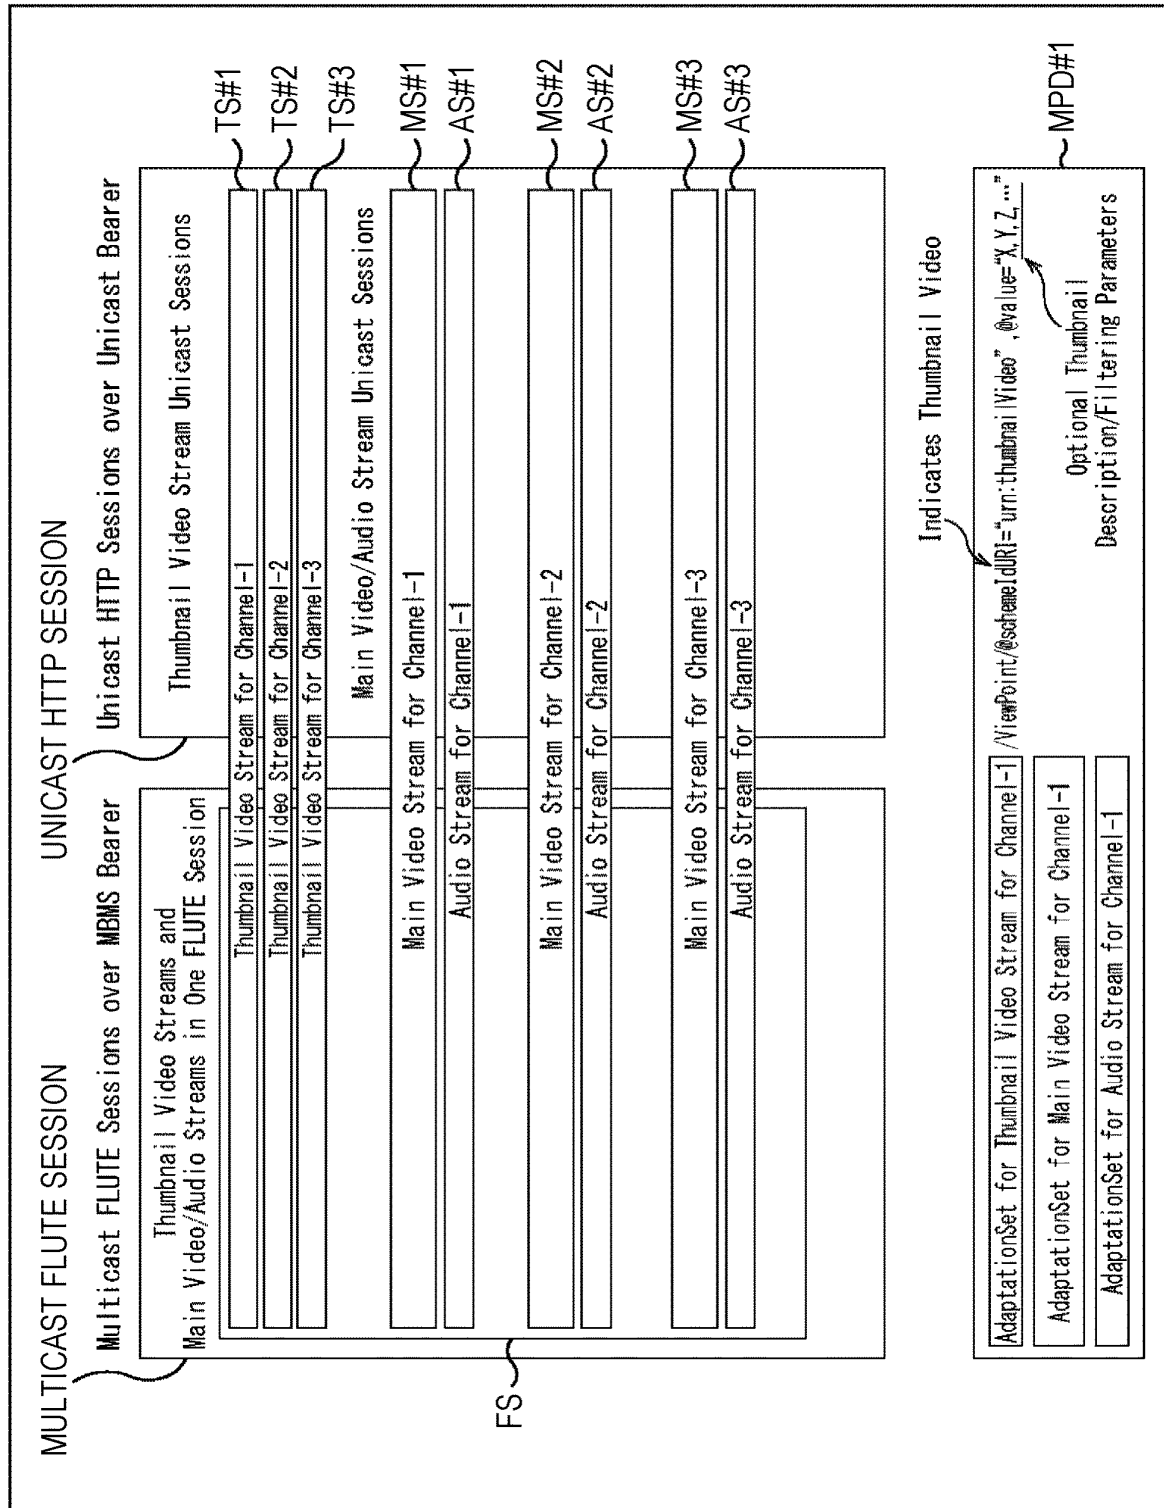 MULTICAST FLUTE SESSION
UNICAST HTTP SESSION
Multicast FLUTE Sessions over MBMS Bearer
Unicast HTTP Sessions over Unicast Bearer
Thumbnail Video Streams and
Main Video/Audio Streams in One FLUTE Session
Thumbnail Video Stream Unicast Sessions
Thumbnail Video Stream for Channel-1
TS#1
Thumbnail Video Stream for Channel-2
TS#2
Thumbnail Video Stream for Channel-3
TS#3
Main Video/Audio Stream Unicast Sessions
Main Video Stream for Channel-1
MS#1
Audio Stream for Channel-1
AS#1
FS
Main Video Stream for Channel-2
MS#2
Audio Stream for Channel-2
AS#2
Main Video Stream for Channel-3
MS#3
Audio Stream for Channel-3
AS#3
Indicates Thumbnail Video
AdaptationSet for Thumbnail Video Stream for Channel-1 /ViewPoint/@schemeIdURI="urn:thumbnailVideo" ,@value="X,Y,Z,…"
MPD#1
AdaptationSet for Main Video Stream for Channel-1
Optional Thumbnail
Description/Filtering Parameters
AdaptationSet for Audio Stream for Channel-1